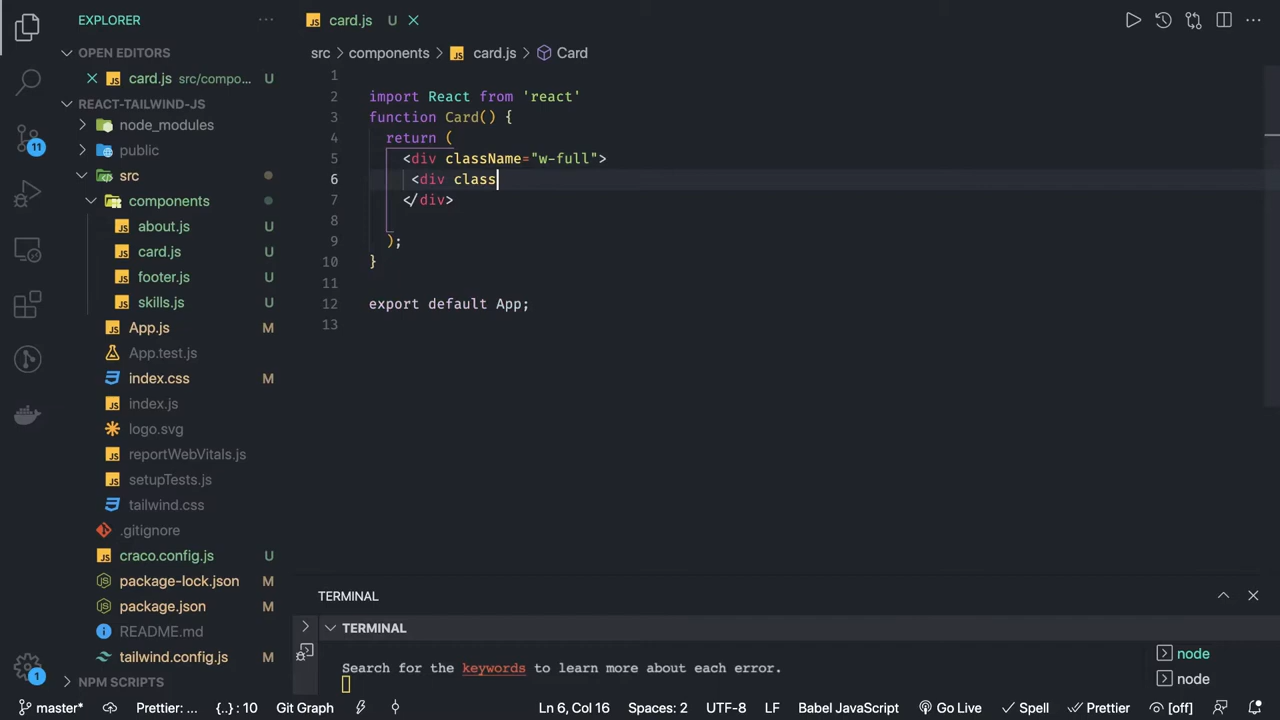 EXPLORER
OPEN EDITORS
card.js src/compo... U
REACT-TAILWIND-JS
node_modules
public
src
components
about.js U
card.js U
footer.js U
skills.js U
App.js M
App.test.js
index.css M
index.js
logo.svg
reportWebVitals.js
setupTests.js
tailwind.css
.gitignore
craco.config.js U
package-lock.json M
package.json M
README.md
tailwind.config.js M
NPM SCRIPTS
11
1
card.js U
src > components > card.js > Card
1
2 import React from 'react'
3 function Card() {
4 return (
5 <div className="w-full">
6 <div class
7 </div>
8
9 );
10 }
11
12 export default App;
13
TERMINAL
TERMINAL
Search for the keywords to learn more about each error.
node
node
master* Prettier: ... {..} : 10 Git Graph Ln 6, Col 16 Spaces: 2 UTF-8 LF Babel JavaScript Go Live Spell Prettier [off]